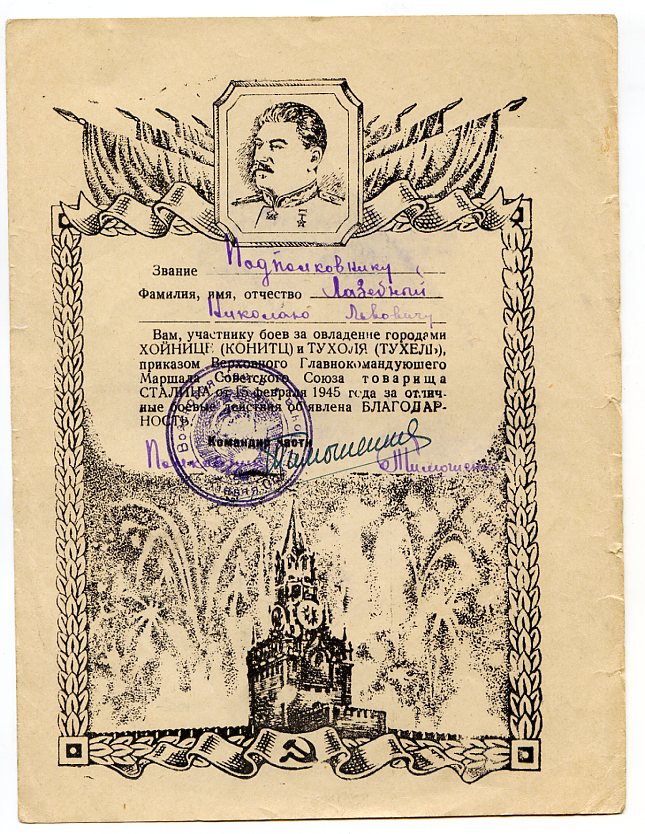 Звание Подполковнику
Фамилия, имя, отчество Лазебный
Николаю Львовичу
Вам, участнику боев за овладение городами
ХОЙНИЦЕ (КОНИТЦ) и ТУХОЛЯ (ТУХЕЛЬ),
приказом Верховного Главнокомандующего
Маршала Советского Союза товарища
СТАЛИНА от 15 февраля 1945 года за отлич-
ные боевые действия объявлена БЛАГОДАР-
НОСТЬ.
Командир части
Тимошенко
Тимошенко